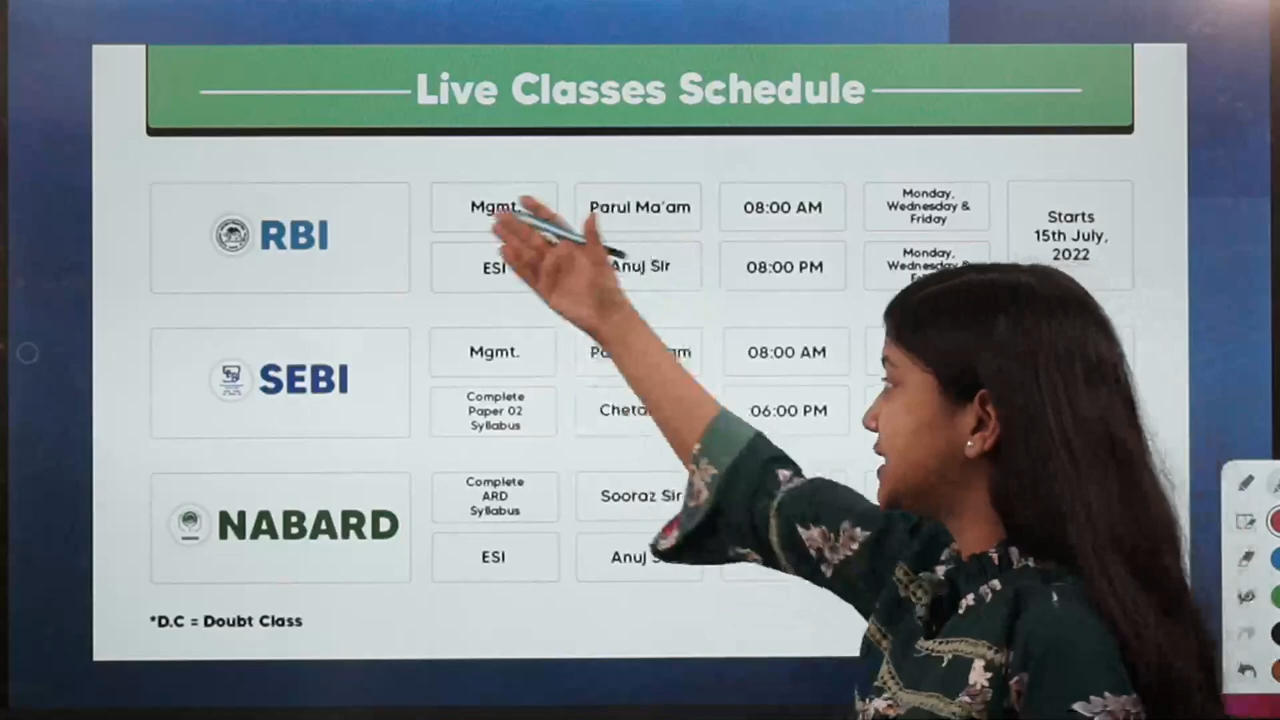 Live Classes Schedule
RBI
Mgmt.
Parul Ma'am
08:00 AM
Monday,
Wednesday &
Friday
Starts
15th July,
2022
ESI
Anuj Sir
08:00 PM
Monday,
Wednesday
SEBI
Mgmt.
08:00 AM
Complete
Paper 02
Syllabus
06:00 PM
NABARD
Complete
ARD
Syllabus
Sooraz Sir
ESI
Anuj
*D.C = Doubt Class